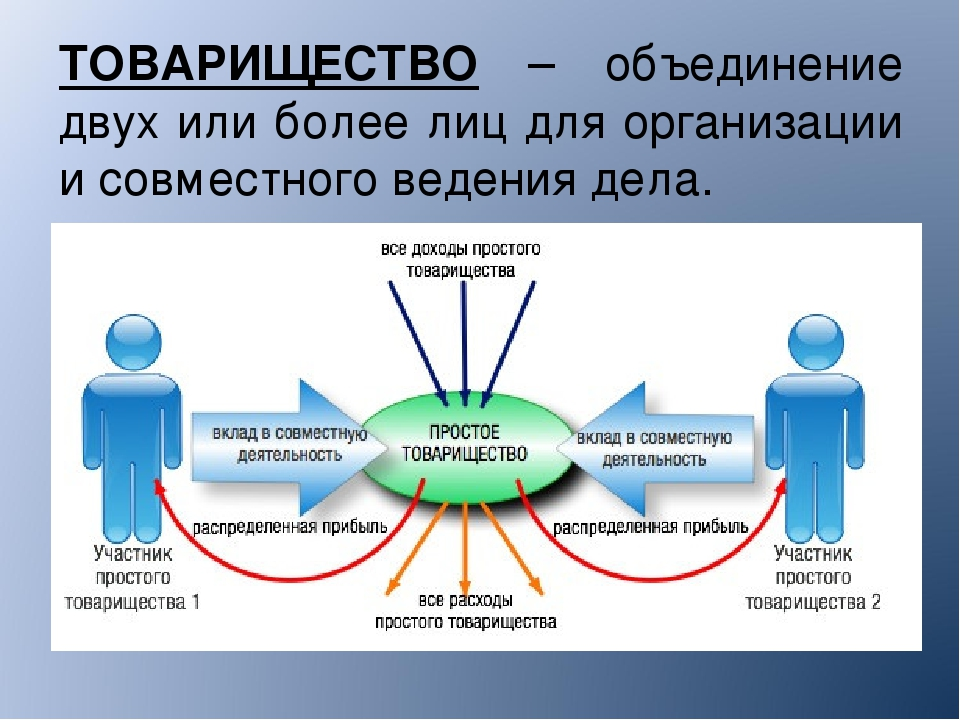 ТОВАРИЩЕСТВО – объединение
двух или более лиц для организации
и совместного ведения дела.
все доходы простого
товарищества
вклад в совместную
деятельность
ПРОСТОЕ
ТОВАРИЩЕСТВО
вклад в совместную
деятельность
распределенная прибыль
распределенная прибыль
Участник
простого
товарищества 1
все расходы
простого товарищества
Участник
простого
товарищества 2